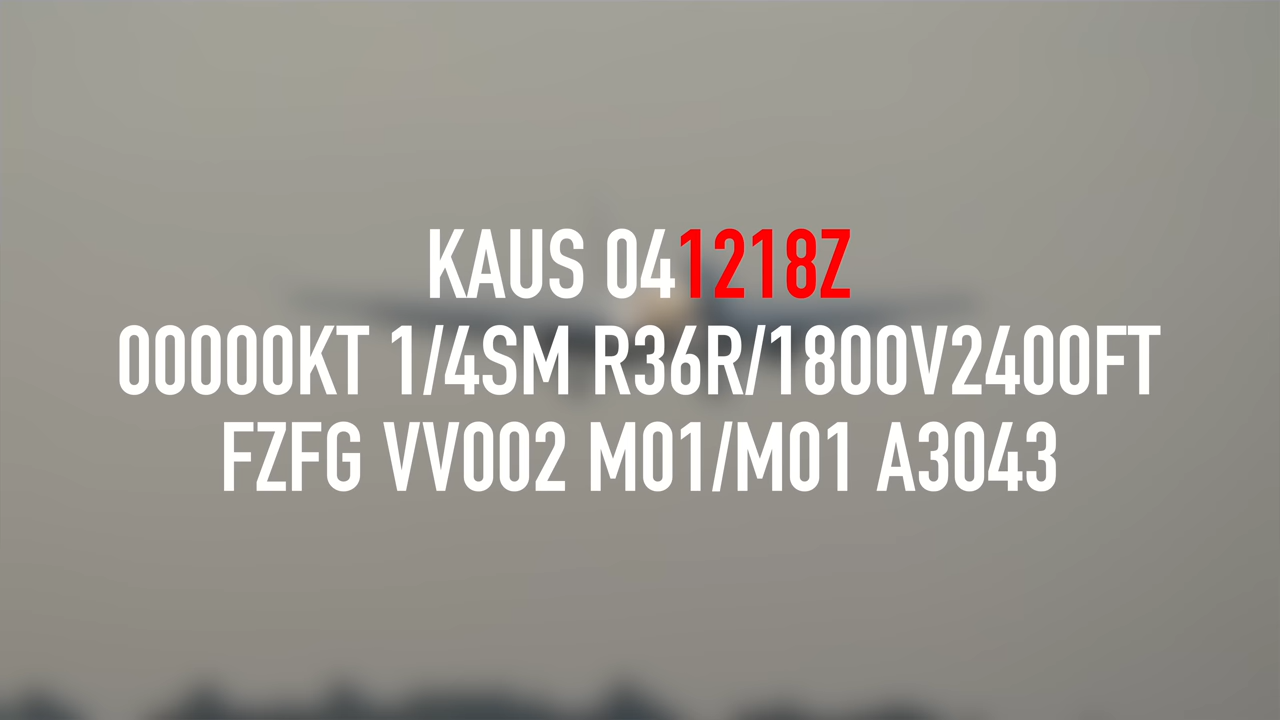 KAUS 041218Z
00000KT 1/4SM R36R/1800V2400FT
FZFG VV002 M01/M01 A3043